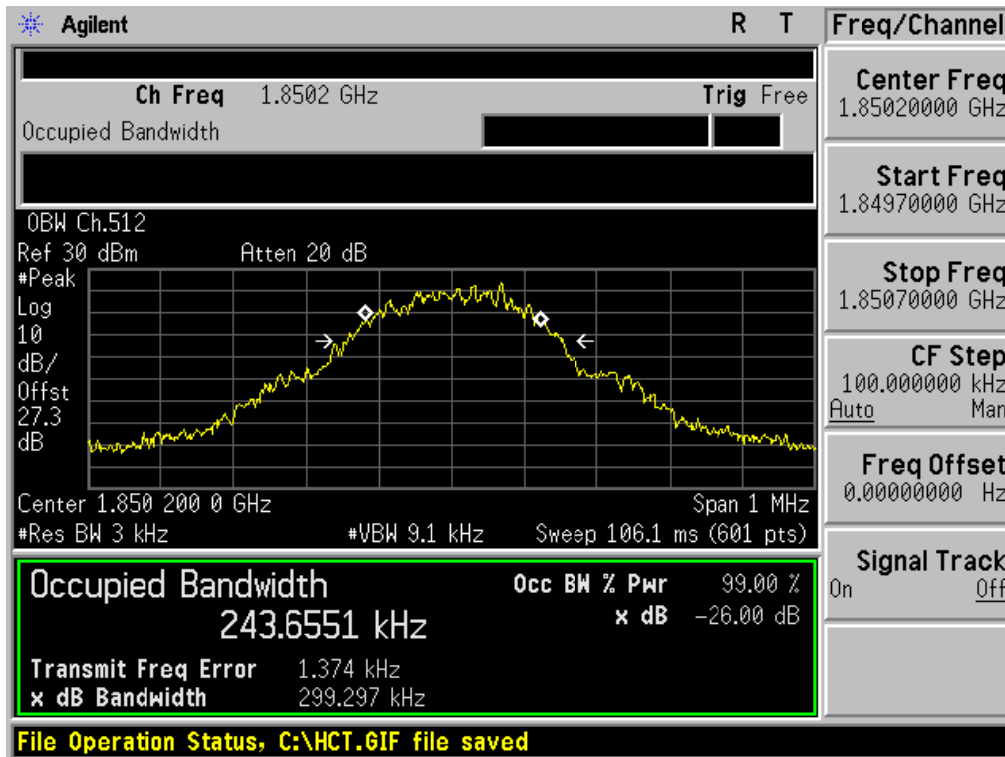 Agilent
R T
Freq/Channel
Ch Freq 1.8502 GHz
Trig Free
Occupied Bandwidth
OBW Ch.512
Ref 30 dBm
Atten 20 dB
#Peak
Log
10
dB/
Offst
27.3
dB
Center 1.850 200 0 GHz
Span 1 MHz
#Res BW 3 kHz
#VBW 9.1 kHz
Sweep 106.1 ms (601 pts)
Occupied Bandwidth
243.6551 kHz
Occ BW % Pwr 99.00 %
x dB -26.00 dB
Transmit Freq Error 1.374 kHz
x dB Bandwidth 299.297 kHz
File Operation Status, C:\HCT.GIF file saved
Center Freq
1.85020000 GHz
Start Freq
1.84970000 GHz
Stop Freq
1.85070000 GHz
CF Step
100.000000 kHz
Auto Man
Freq Offset
0.00000000 Hz
Signal Track
On Off